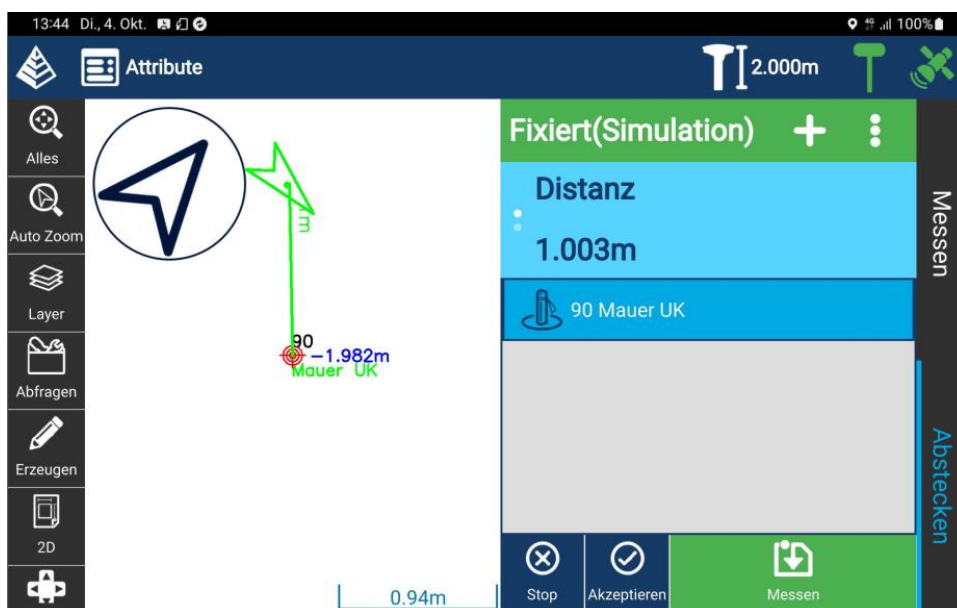 13:44 Di., 4. Okt.
4G
100%
Attribute
2.000m
Alles
Auto Zoom
Layer
Abfragen
Erzeugen
2D
m
90
-1.982m
Mauer UK
0.94m
Fixiert(Simulation)
Distanz
1.003m
90 Mauer UK
Stop
Akzeptieren
Messen
Messen
Abstecken